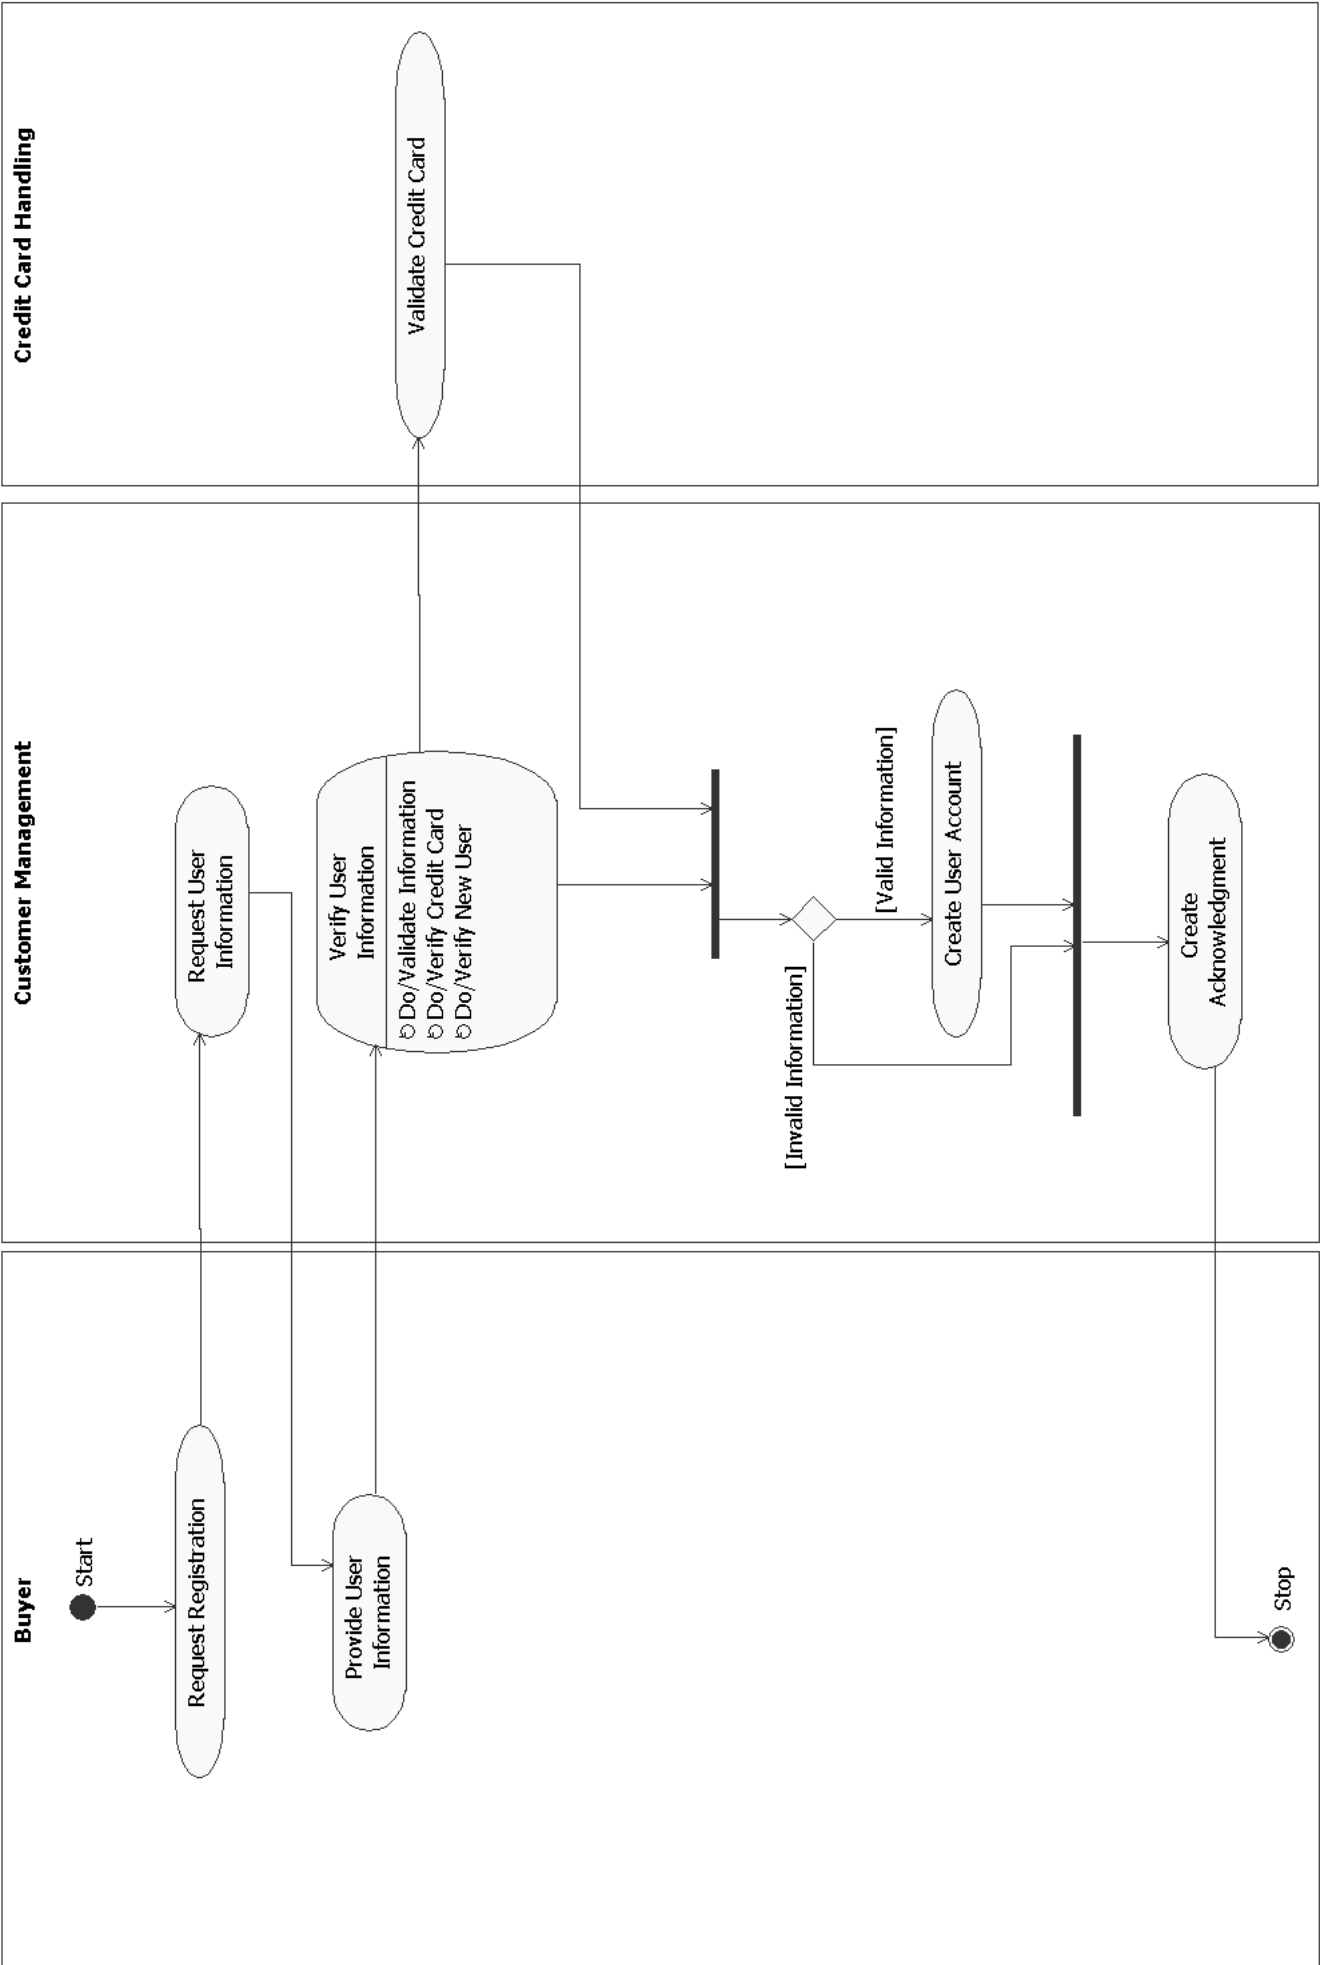 Buyer
Customer Management
Credit Card Handling
Start
Request Registration
Request User
Information
Provide User
Information
Verify User
Information
Do/Validate Information
Do/Verify Credit Card
Do/Verify New User
Validate Credit Card
[Invalid Information]
[Valid Information]
Create User Account
Create
Acknowledgment
Stop